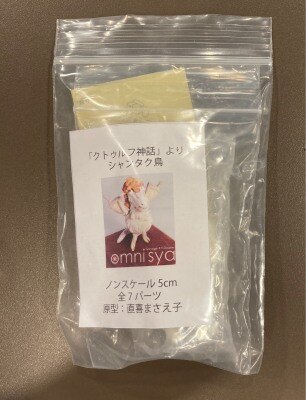 「クトゥルフ神話」より
シャンタク鳥
omnisya
ノンスケール 5cm
全7パーツ
原型：直喜まさえ子